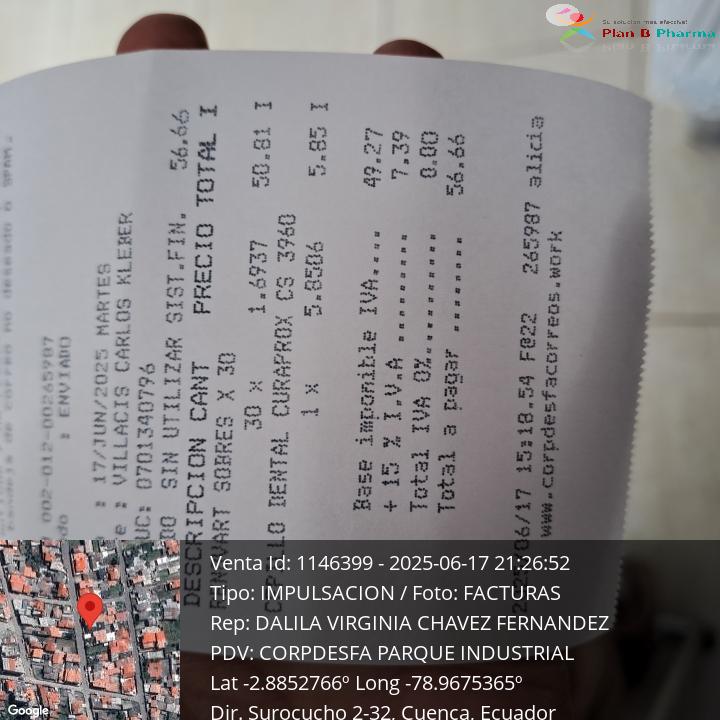 Su solución más efectiva!
Plan B Pharma
002-012-00265987
: ENVIADO
: 17/JUN/2025 MARTES
: VILLACIS CARLOS KLEBER
UC: 0701340796
SIN UTILIZAR SIST.FIN. 56.66
DESCRIPCION CANT PRECIO TOTAL I
SOBRES X 30
30 x 1.6937 50.81 I
LO DENTAL CURAPROX CS 3960
1 x 5.8506 5.85 I
Base imponible IVA.... 49.27
+ 15 % I.V.A ......... 7.39
Total IVA 0%.......... 0.00
Total a pagar ........ 56.66
06/17 15:18.54 F022 265987 alicia
www.corpdesfacorreos.work
Venta Id: 1146399 - 2025-06-17 21:26:52
Tipo: IMPULSACION / Foto: FACTURAS
Rep: DALILA VIRGINIA CHAVEZ FERNANDEZ
PDV: CORPDESFA PARQUE INDUSTRIAL
Lat -2.8852766º Long -78.9675365º
Dir. Surocucho 2-32, Cuenca, Ecuador
Google